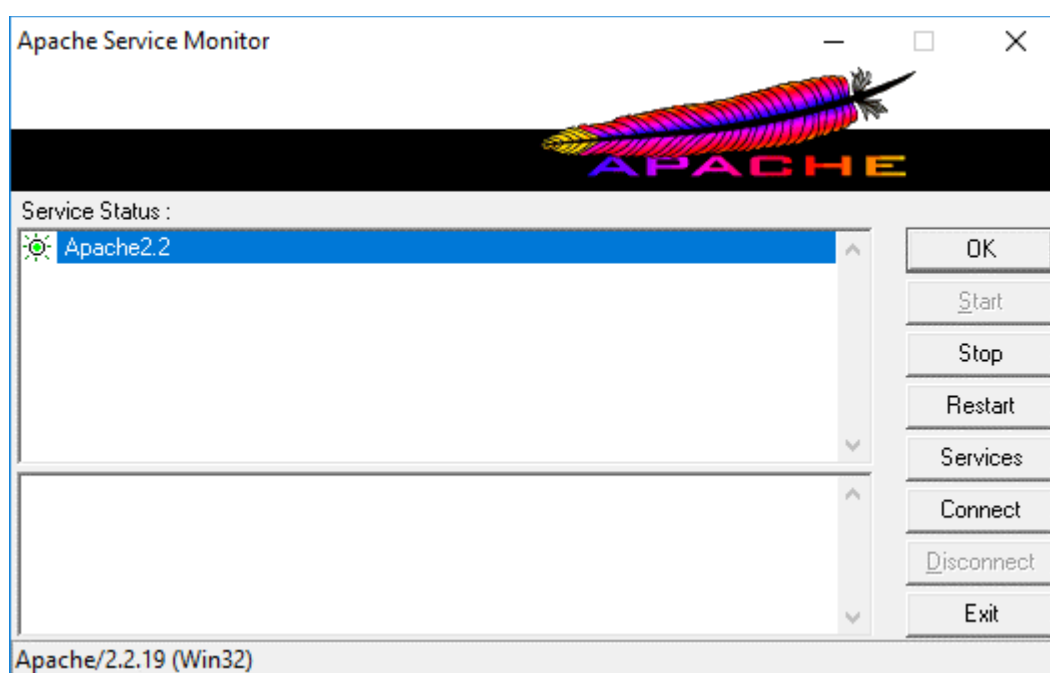 Apache Service Monitor
APACHE
Service Status :
Apache2.2
OK
Start
Stop
Restart
Services
Connect
Disconnect
Exit
Apache/2.2.19 (Win32)